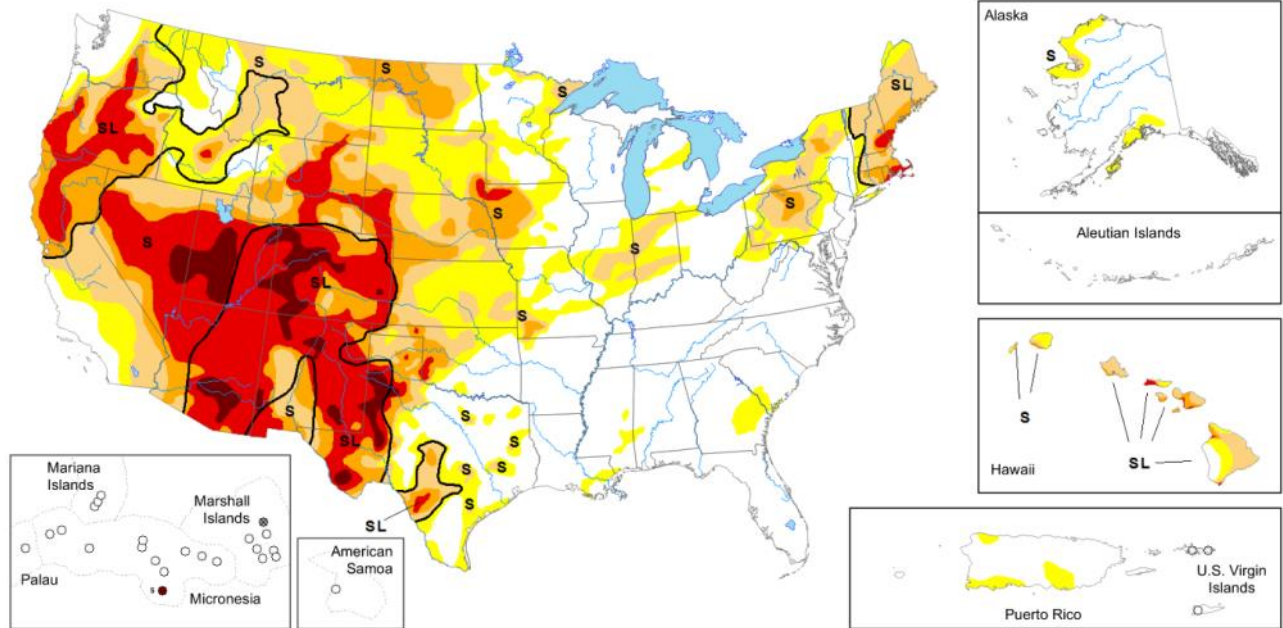 S
S
SL
SL
S
S
S
S
S
SL
S
SL
S
S
S
S
S
S
SL
Alaska
S
Aleutian Islands
S
SL
Hawaii
Mariana
Islands
Marshall
Islands
Palau
S
Micronesia
American
Samoa
Puerto Rico
U.S. Virgin
Islands